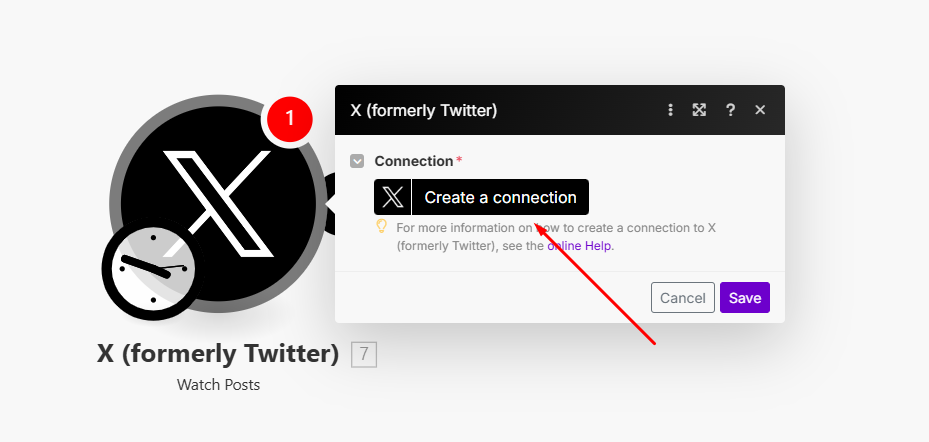 1
X (formerly Twitter)
?
Connection *
Create a connection
For more information on how to create a connection to X
(formerly Twitter), see the online Help.
Cancel
Save
X (formerly Twitter) 7
Watch Posts